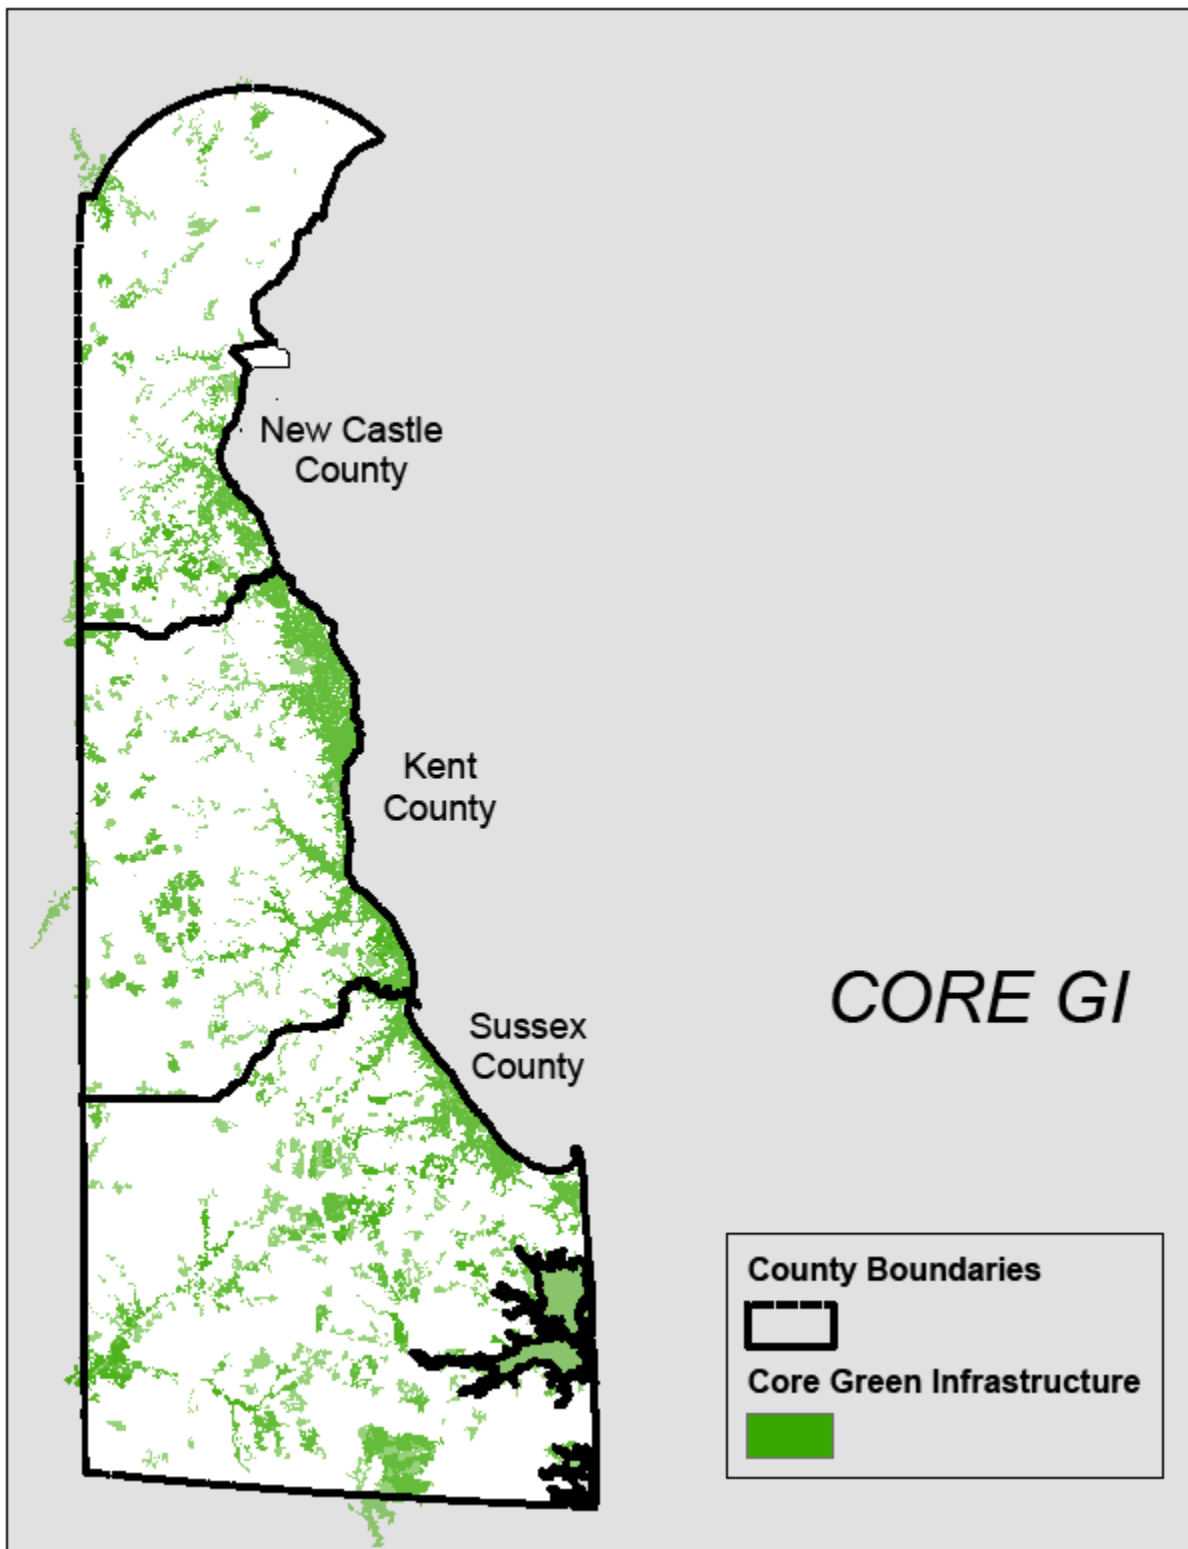 New Castle
County
Kent
County
CORE GI
Sussex
County
County Boundaries
Core Green Infrastructure